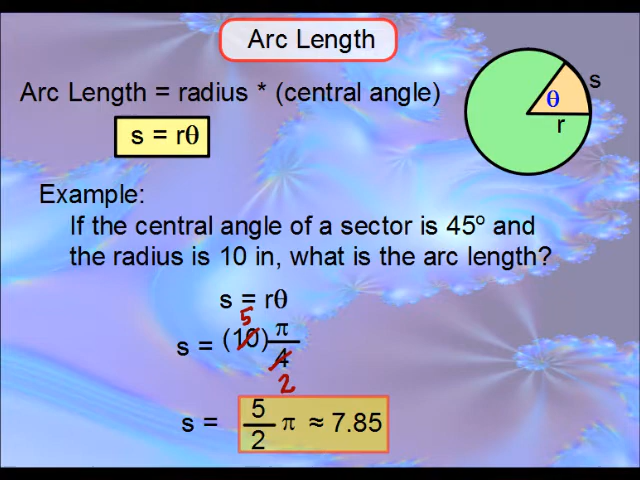 Arc Length
Arc Length = radius * (central angle)
s = rθ
θ
s
r
Example:
If the central angle of a sector is 45º and
the radius is 10 in, what is the arc length?
s = rθ
5
s = (10) π/4
2
s = 5/2 π ≈ 7.85